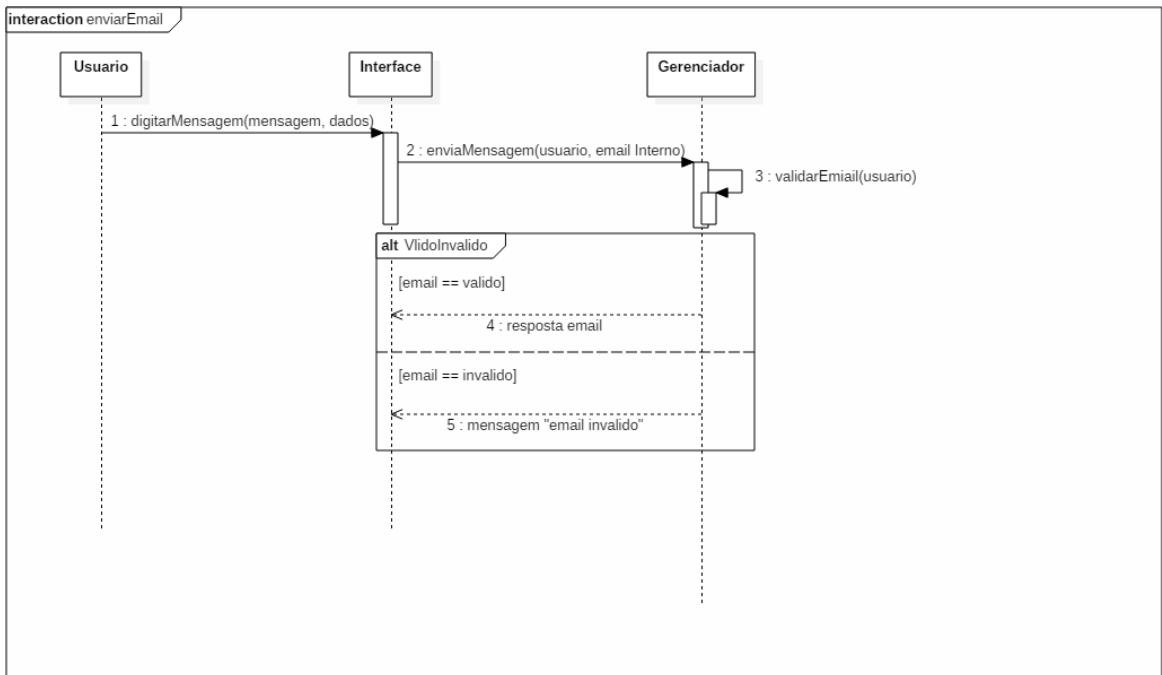 interaction enviarEmail
Usuario
Interface
Gerenciador
1 : digitarMensagem(mensagem, dados)
2 : enviaMensagem(usuario, email Interno)
3 : validarEmiail(usuario)
alt VlidoInvalido
[email == valido]
4 : resposta email
[email == invalido]
5 : mensagem "email invalido"